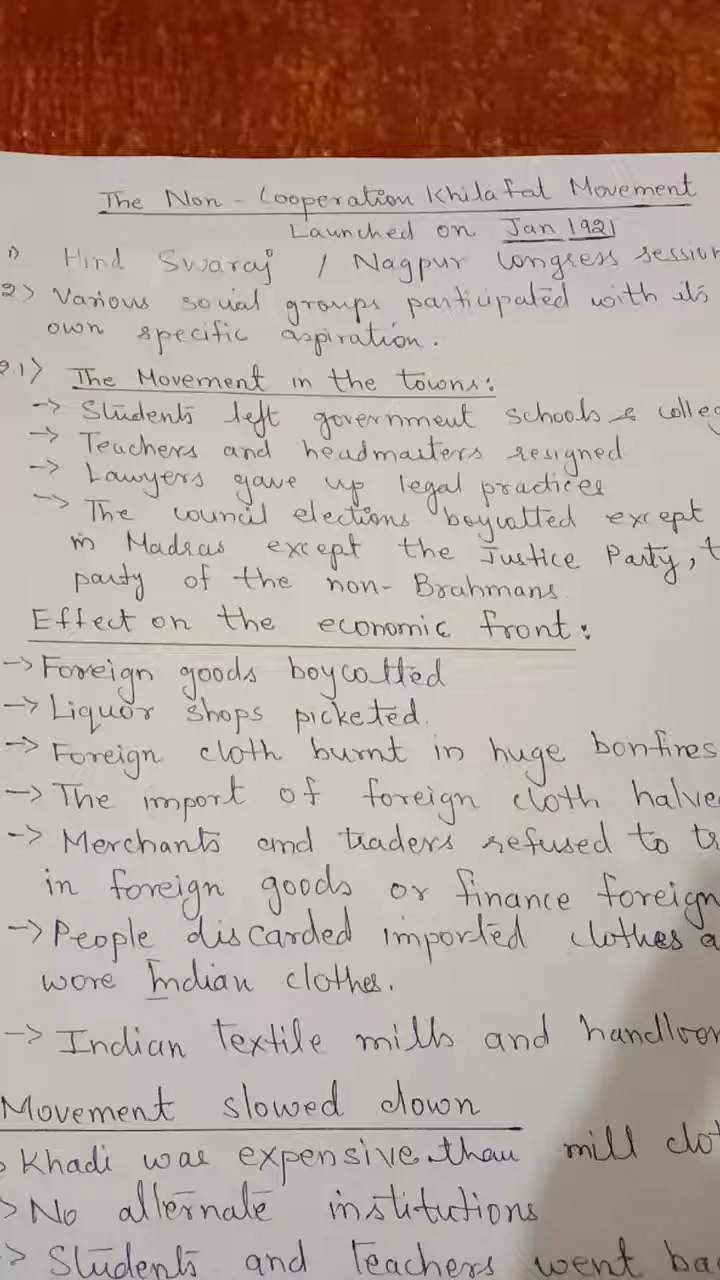 The Non-Cooperation Khilafat Movement
Launched on Jan 1921
1) Hind Swaraj / Nagpur Congress session
2) Various social groups participated with its
own specific aspiration.
2.1) The Movement in the towns:
→ Students left government schools &
→ Teachers and headmasters resigned
→ Lawyers gave up legal practices
→ The council elections boycotted except
in Madras except the Justice Party,
party of the non-Brahmans.
Effect on the economic front:
→ Foreign goods boycotted
→ Liquor shops picketed.
→ Foreign cloth burnt in huge bonfires
→ The import of foreign cloth
→ Merchants and traders refused to
in foreign goods or finance foreign
→ People discarded imported clothes
wore Indian clothes.
→ Indian textile mills and
Movement slowed down
Khadi was expensive than mill
> No alternate institutions
> Students and teachers went